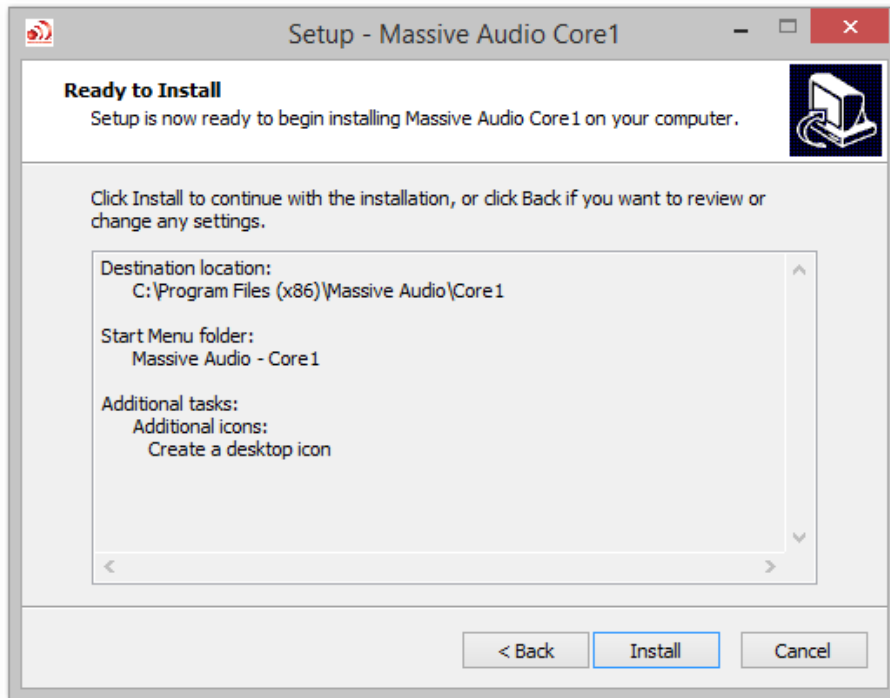 Setup - Massive Audio Core1
Ready to Install
Setup is now ready to begin installing Massive Audio Core1 on your computer.
Click Install to continue with the installation, or click Back if you want to review or
change any settings.
Destination location:
C:\Program Files (x86)\Massive Audio\Core1
Start Menu folder:
Massive Audio - Core1
Additional tasks:
Additional icons:
Create a desktop icon
< Back
Install
Cancel